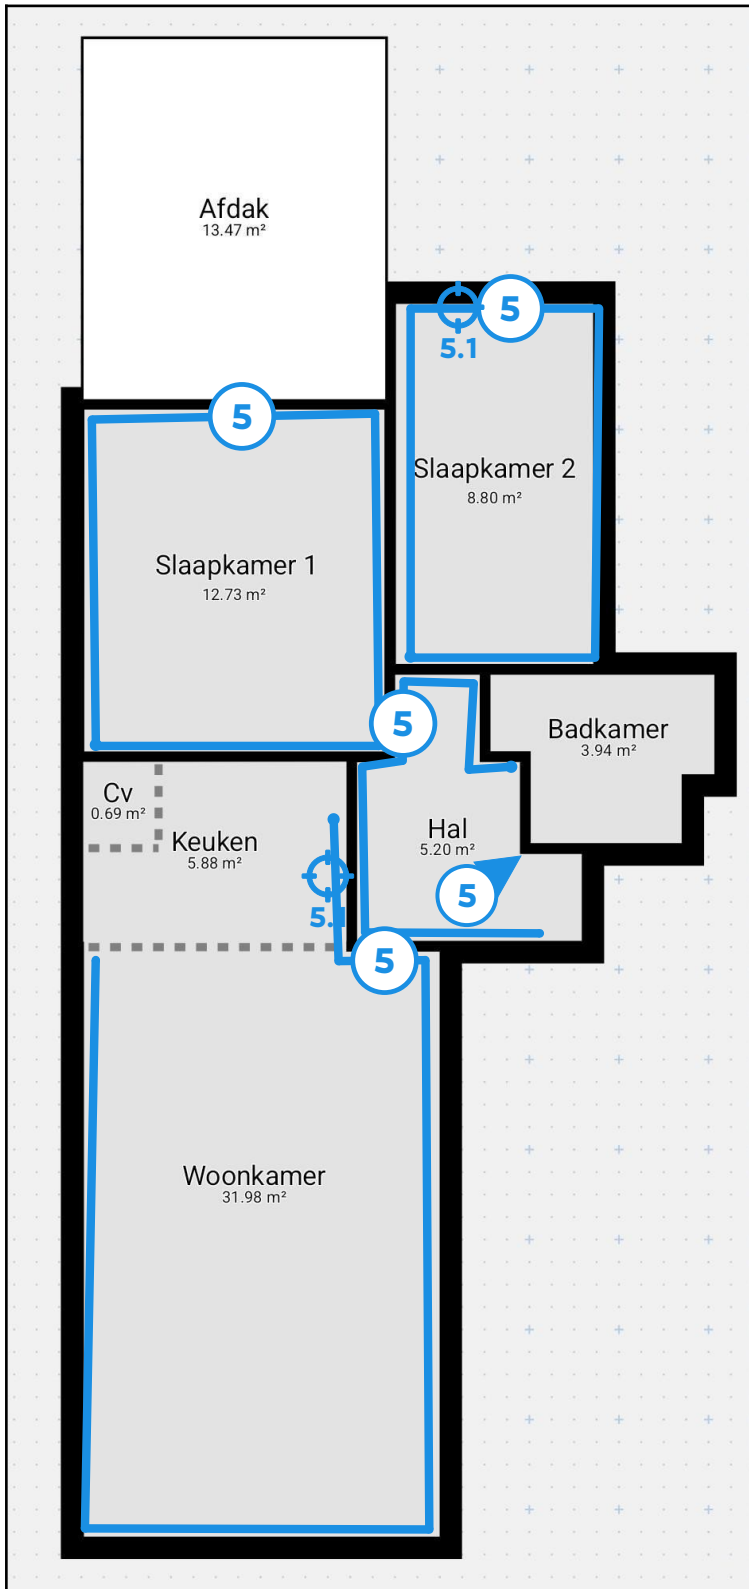 Afdak
13.47 m²
5
5.1
5
Slaapkamer 2
8.80 m²
Slaapkamer 1
12.73 m²
5
Badkamer
3.94 m²
Cv
0.69 m²
Keuken
5.88 m²
Hal
5.20 m²
5
5.1
5
Woonkamer
31.98 m²